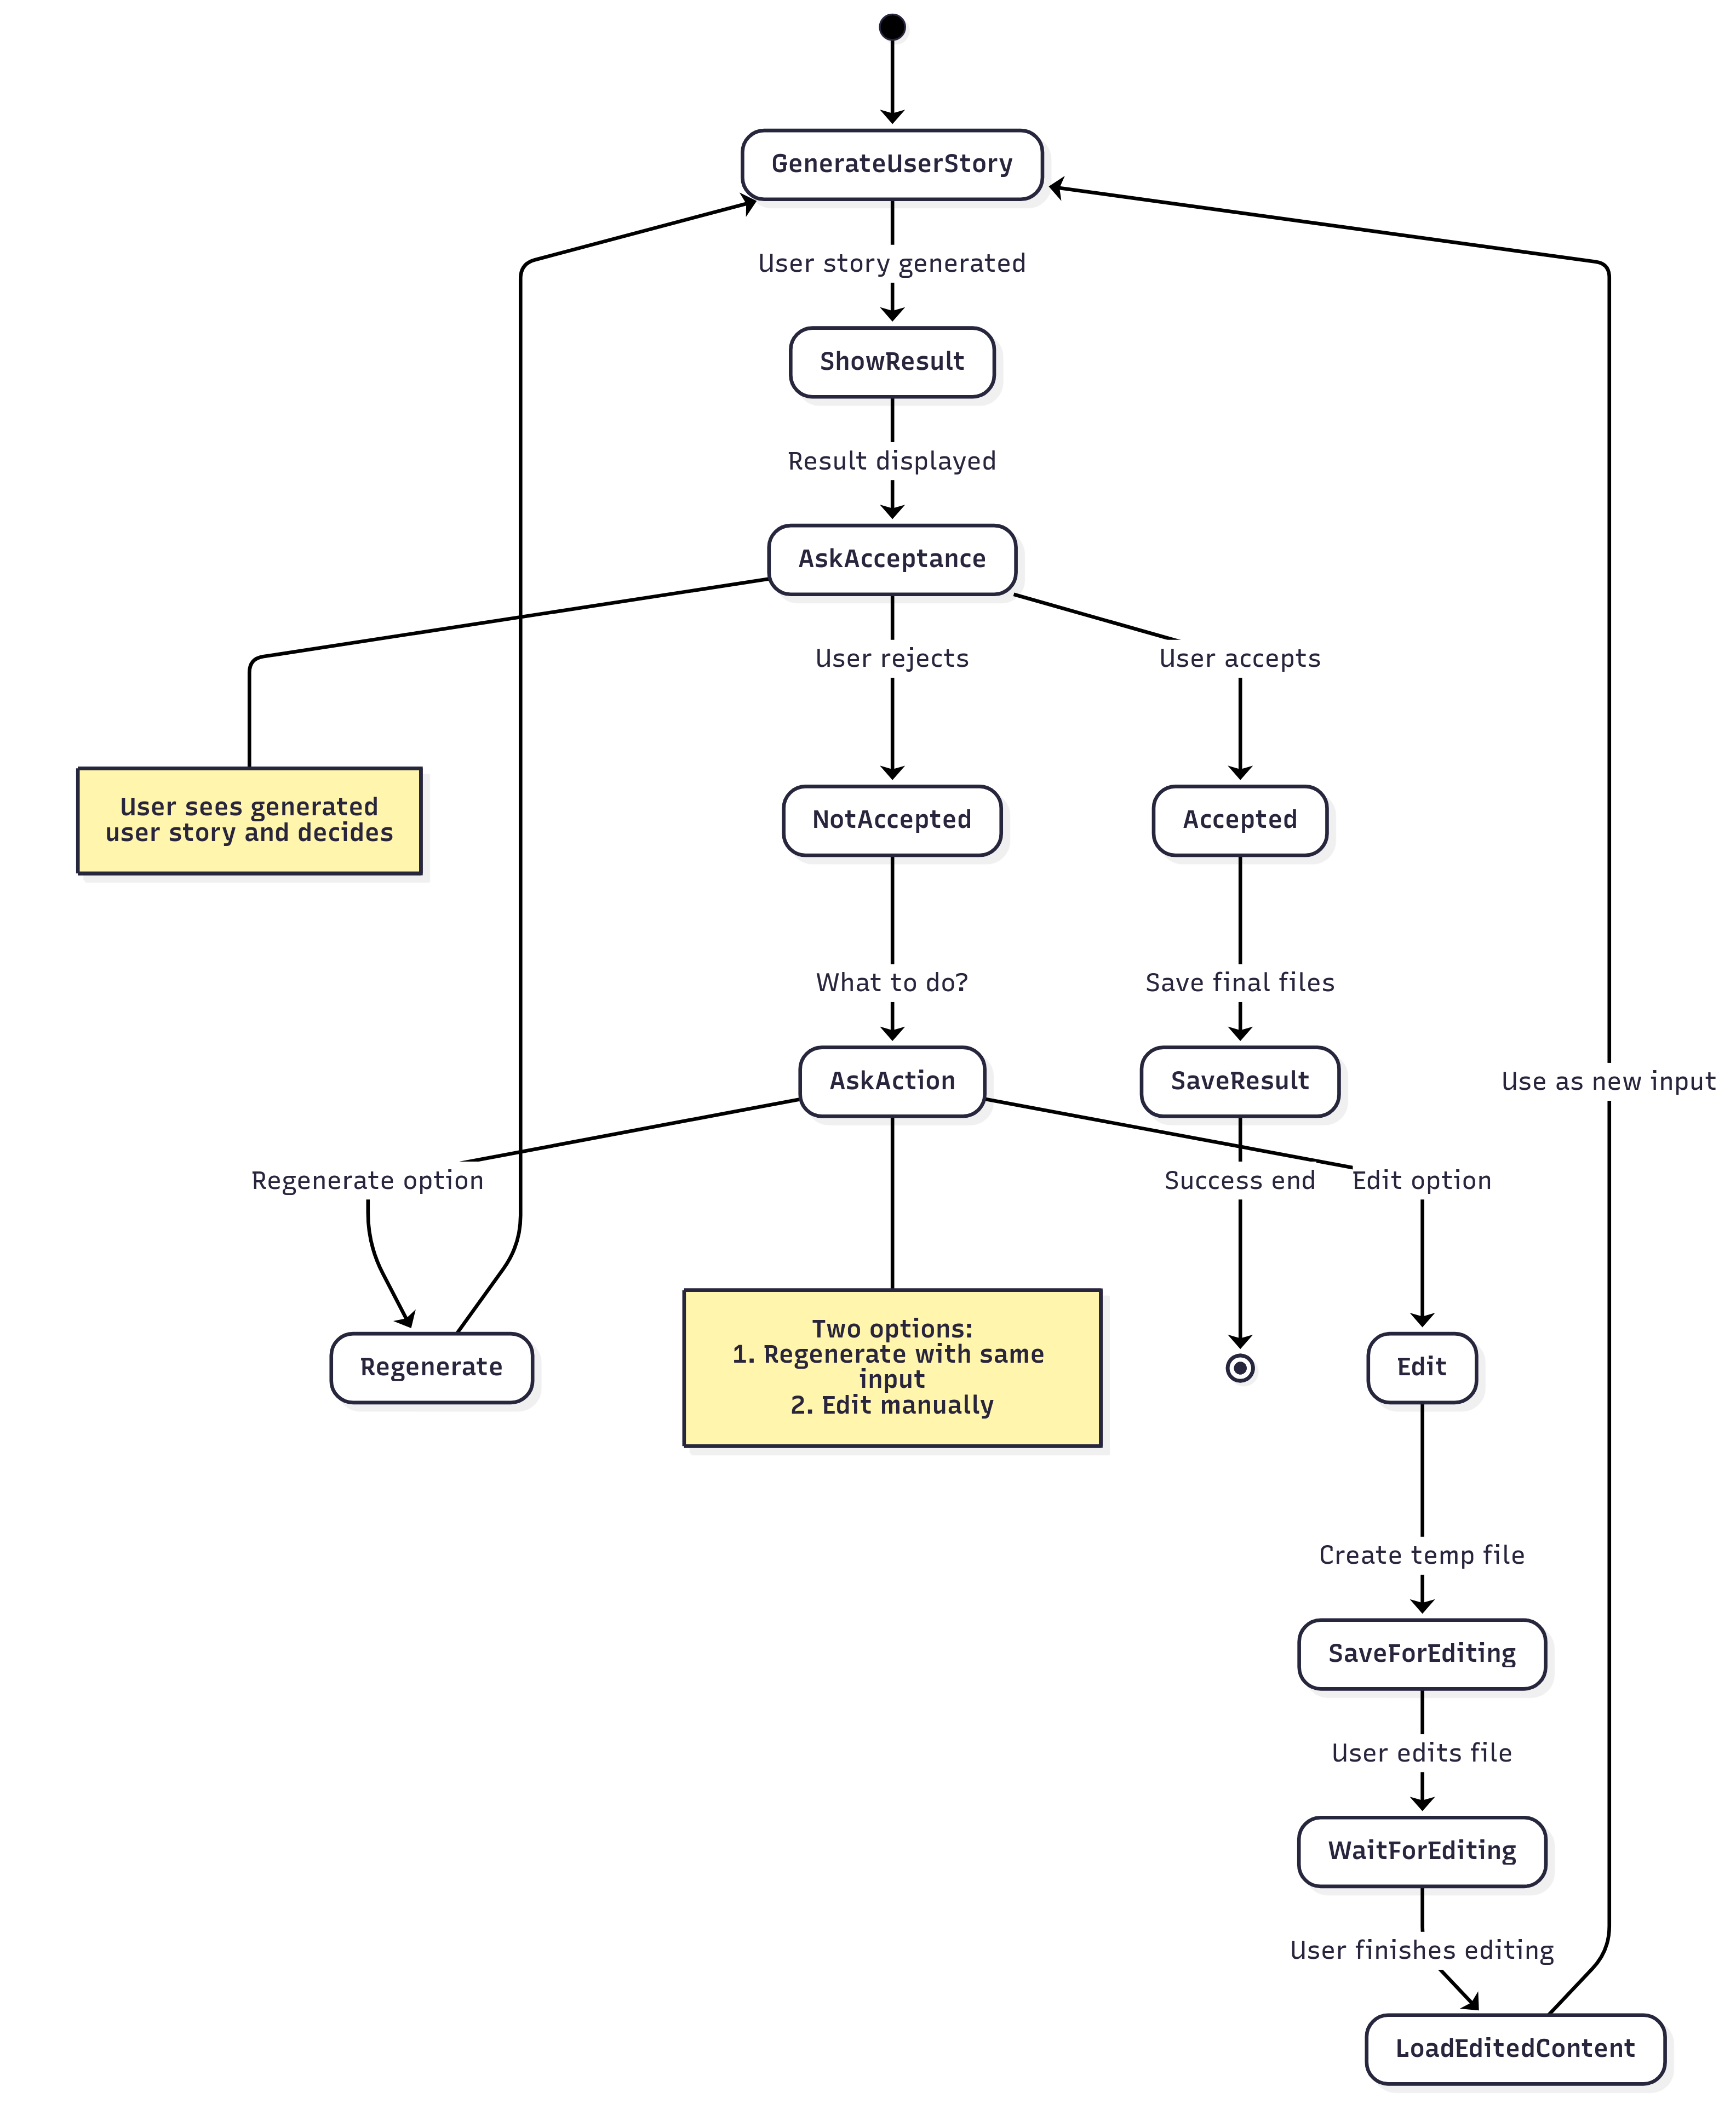 GenerateUserStory
User story generated
ShowResult
Result displayed
AskAcceptance
User rejects
User accepts
User sees generated
user story and decides
NotAccepted
Accepted
What to do?
Save final files
AskAction
SaveResult
Use as new input
Regenerate option
Success end
Edit option
Two options:
1. Regenerate with same
input
2. Edit manually
Regenerate
Edit
Create temp file
SaveForEditing
User edits file
WaitForEditing
User finishes editing
LoadEditedContent